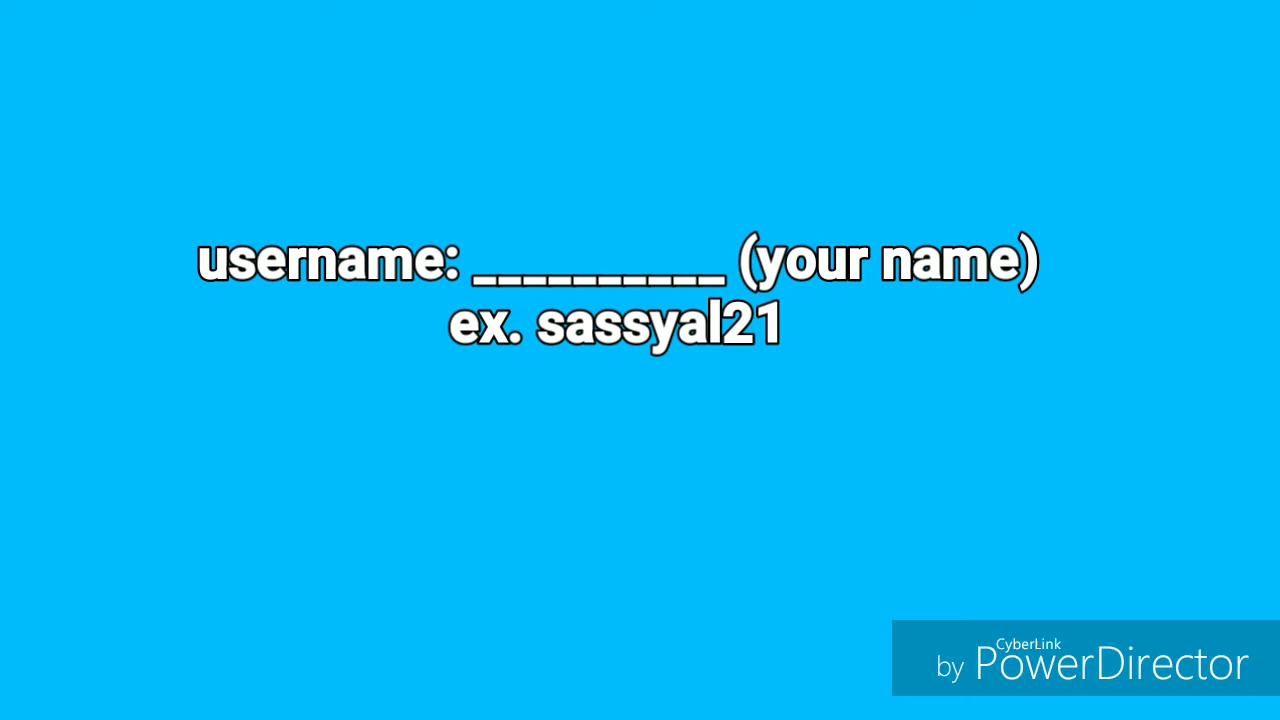 username: __________ (your name)
ex. sassyal21
CyberLink
by PowerDirector